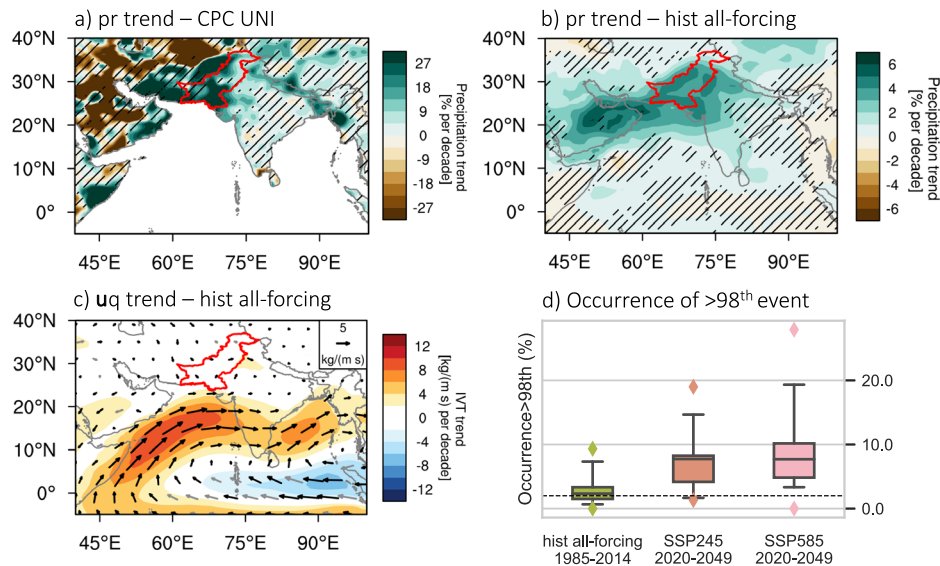 a) pr trend – CPC UNI
40°N
30°N
20°N
10°N
0°
45°E 60°E 75°E 90°E
27
18
9
0
-9
-18
-27
Precipitation trend
[% per decade]
b) pr trend – hist all-forcing
40°N
30°N
20°N
10°N
0°
45°E 60°E 75°E 90°E
6
4
2
0
-2
-4
-6
Precipitation trend
[% per decade]
c) uq trend – hist all-forcing
40°N
30°N
20°N
10°N
0°
45°E 60°E 75°E 90°E
5
kg/(m s)
12
8
4
0
-4
-8
-12
IVT trend
[kg/(m s) per decade]
d) Occurrence of >98th event
Occurrence>98th (%)
20.0
10.0
0.0
hist all-forcing
1985-2014
SSP245
2020-2049
SSP585
2020-2049